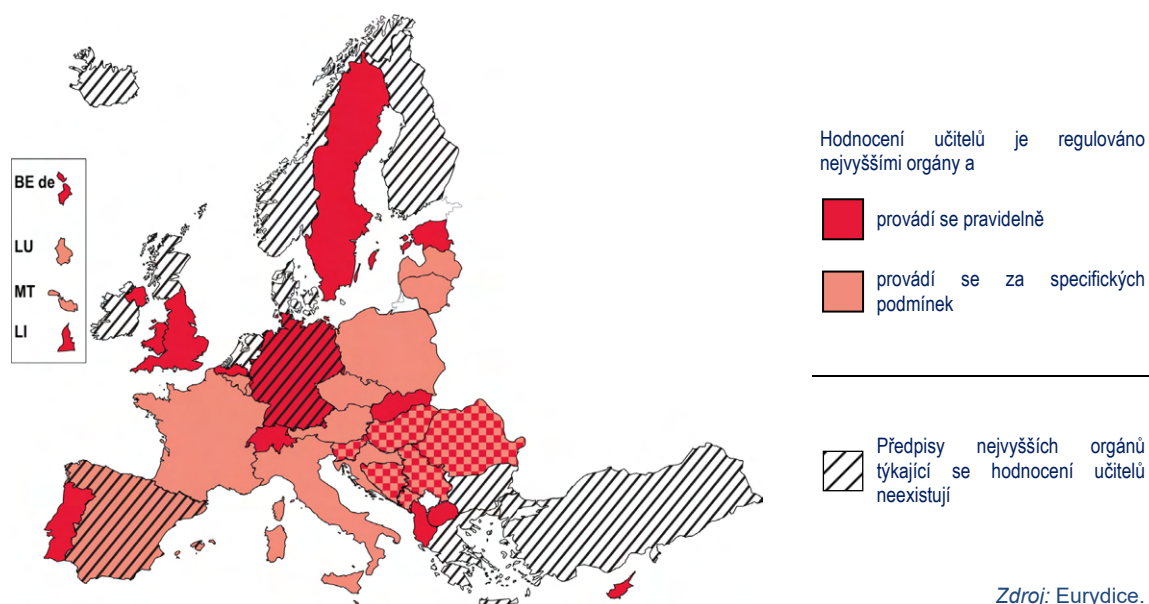 BE de
LU
MT
LI
Hodnocení učitelů je regulováno
nejvyššími orgány a
provádí se pravidelně
provádí se za specifických
podmínek
Předpisy nejvyšších orgánů
týkající se hodnocení učitelů
neexistují
Zdroj: Eurydice.